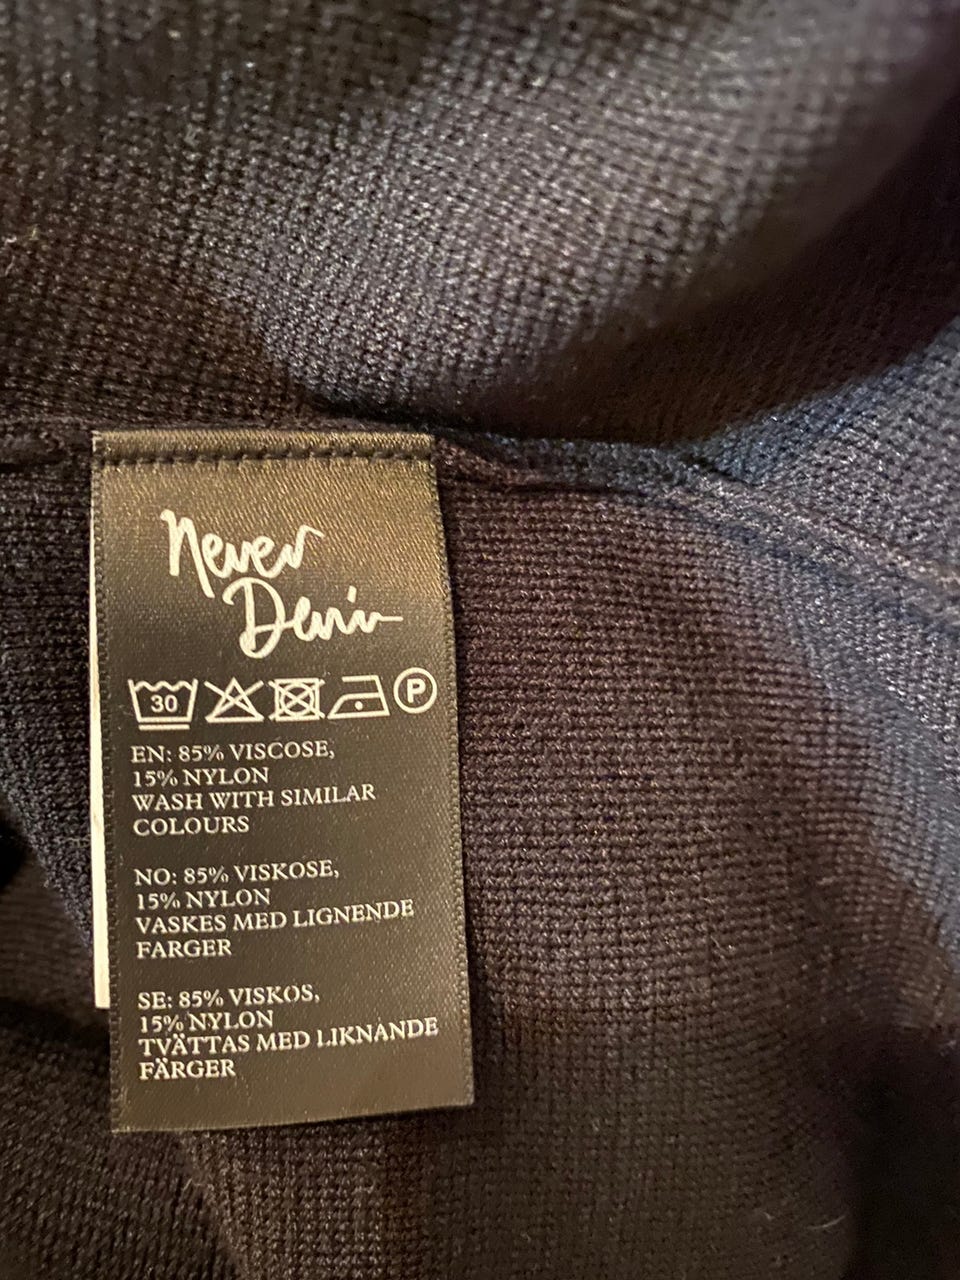 Never
Denim
30
P
EN: 85% VISCOSE,
15% NYLON
WASH WITH SIMILAR
COLOURS
NO: 85% VISKOSE,
15% NYLON
VASKES MED LIGNENDE
FARGER
SE: 85% VISKOS,
15% NYLON
TVÄTTAS MED LIKNANDE
FÄRGER